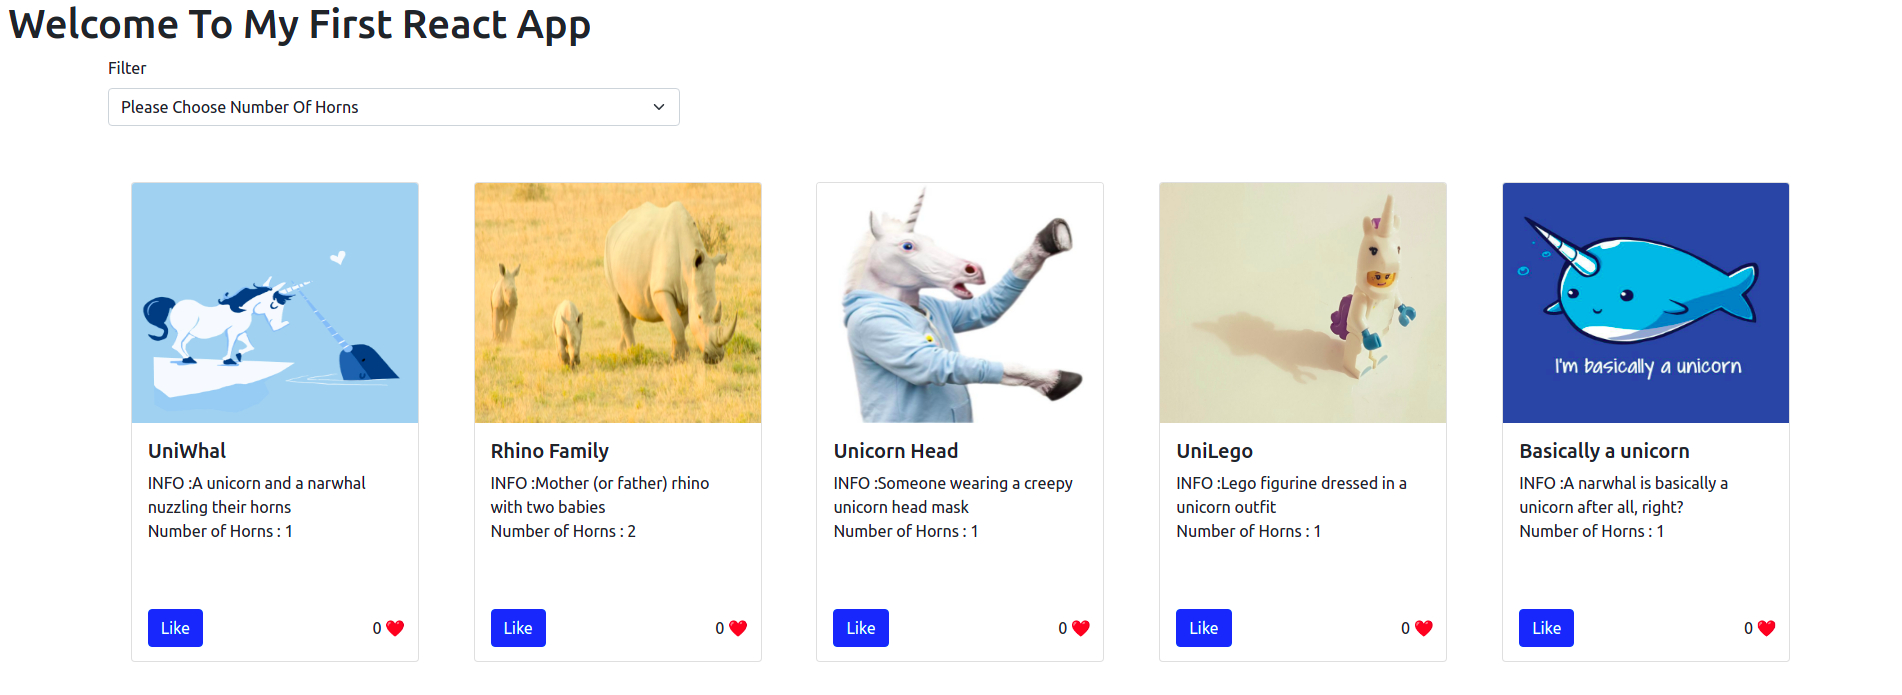 Welcome To My First React App
Filter
Please Choose Number Of Horns
I'm basically a unicorn
UniWhal
INFO :A unicorn and a narwhal
nuzzling their horns
Number of Horns : 1
Like
0 ❤️
Rhino Family
INFO :Mother (or father) rhino
with two babies
Number of Horns : 2
Like
0 ❤️
Unicorn Head
INFO :Someone wearing a creepy
unicorn head mask
Number of Horns : 1
Like
0 ❤️
UniLego
INFO :Lego figurine dressed in a
unicorn outfit
Number of Horns : 1
Like
0 ❤️
Basically a unicorn
INFO :A narwhal is basically a
unicorn after all, right?
Number of Horns : 1
Like
0 ❤️